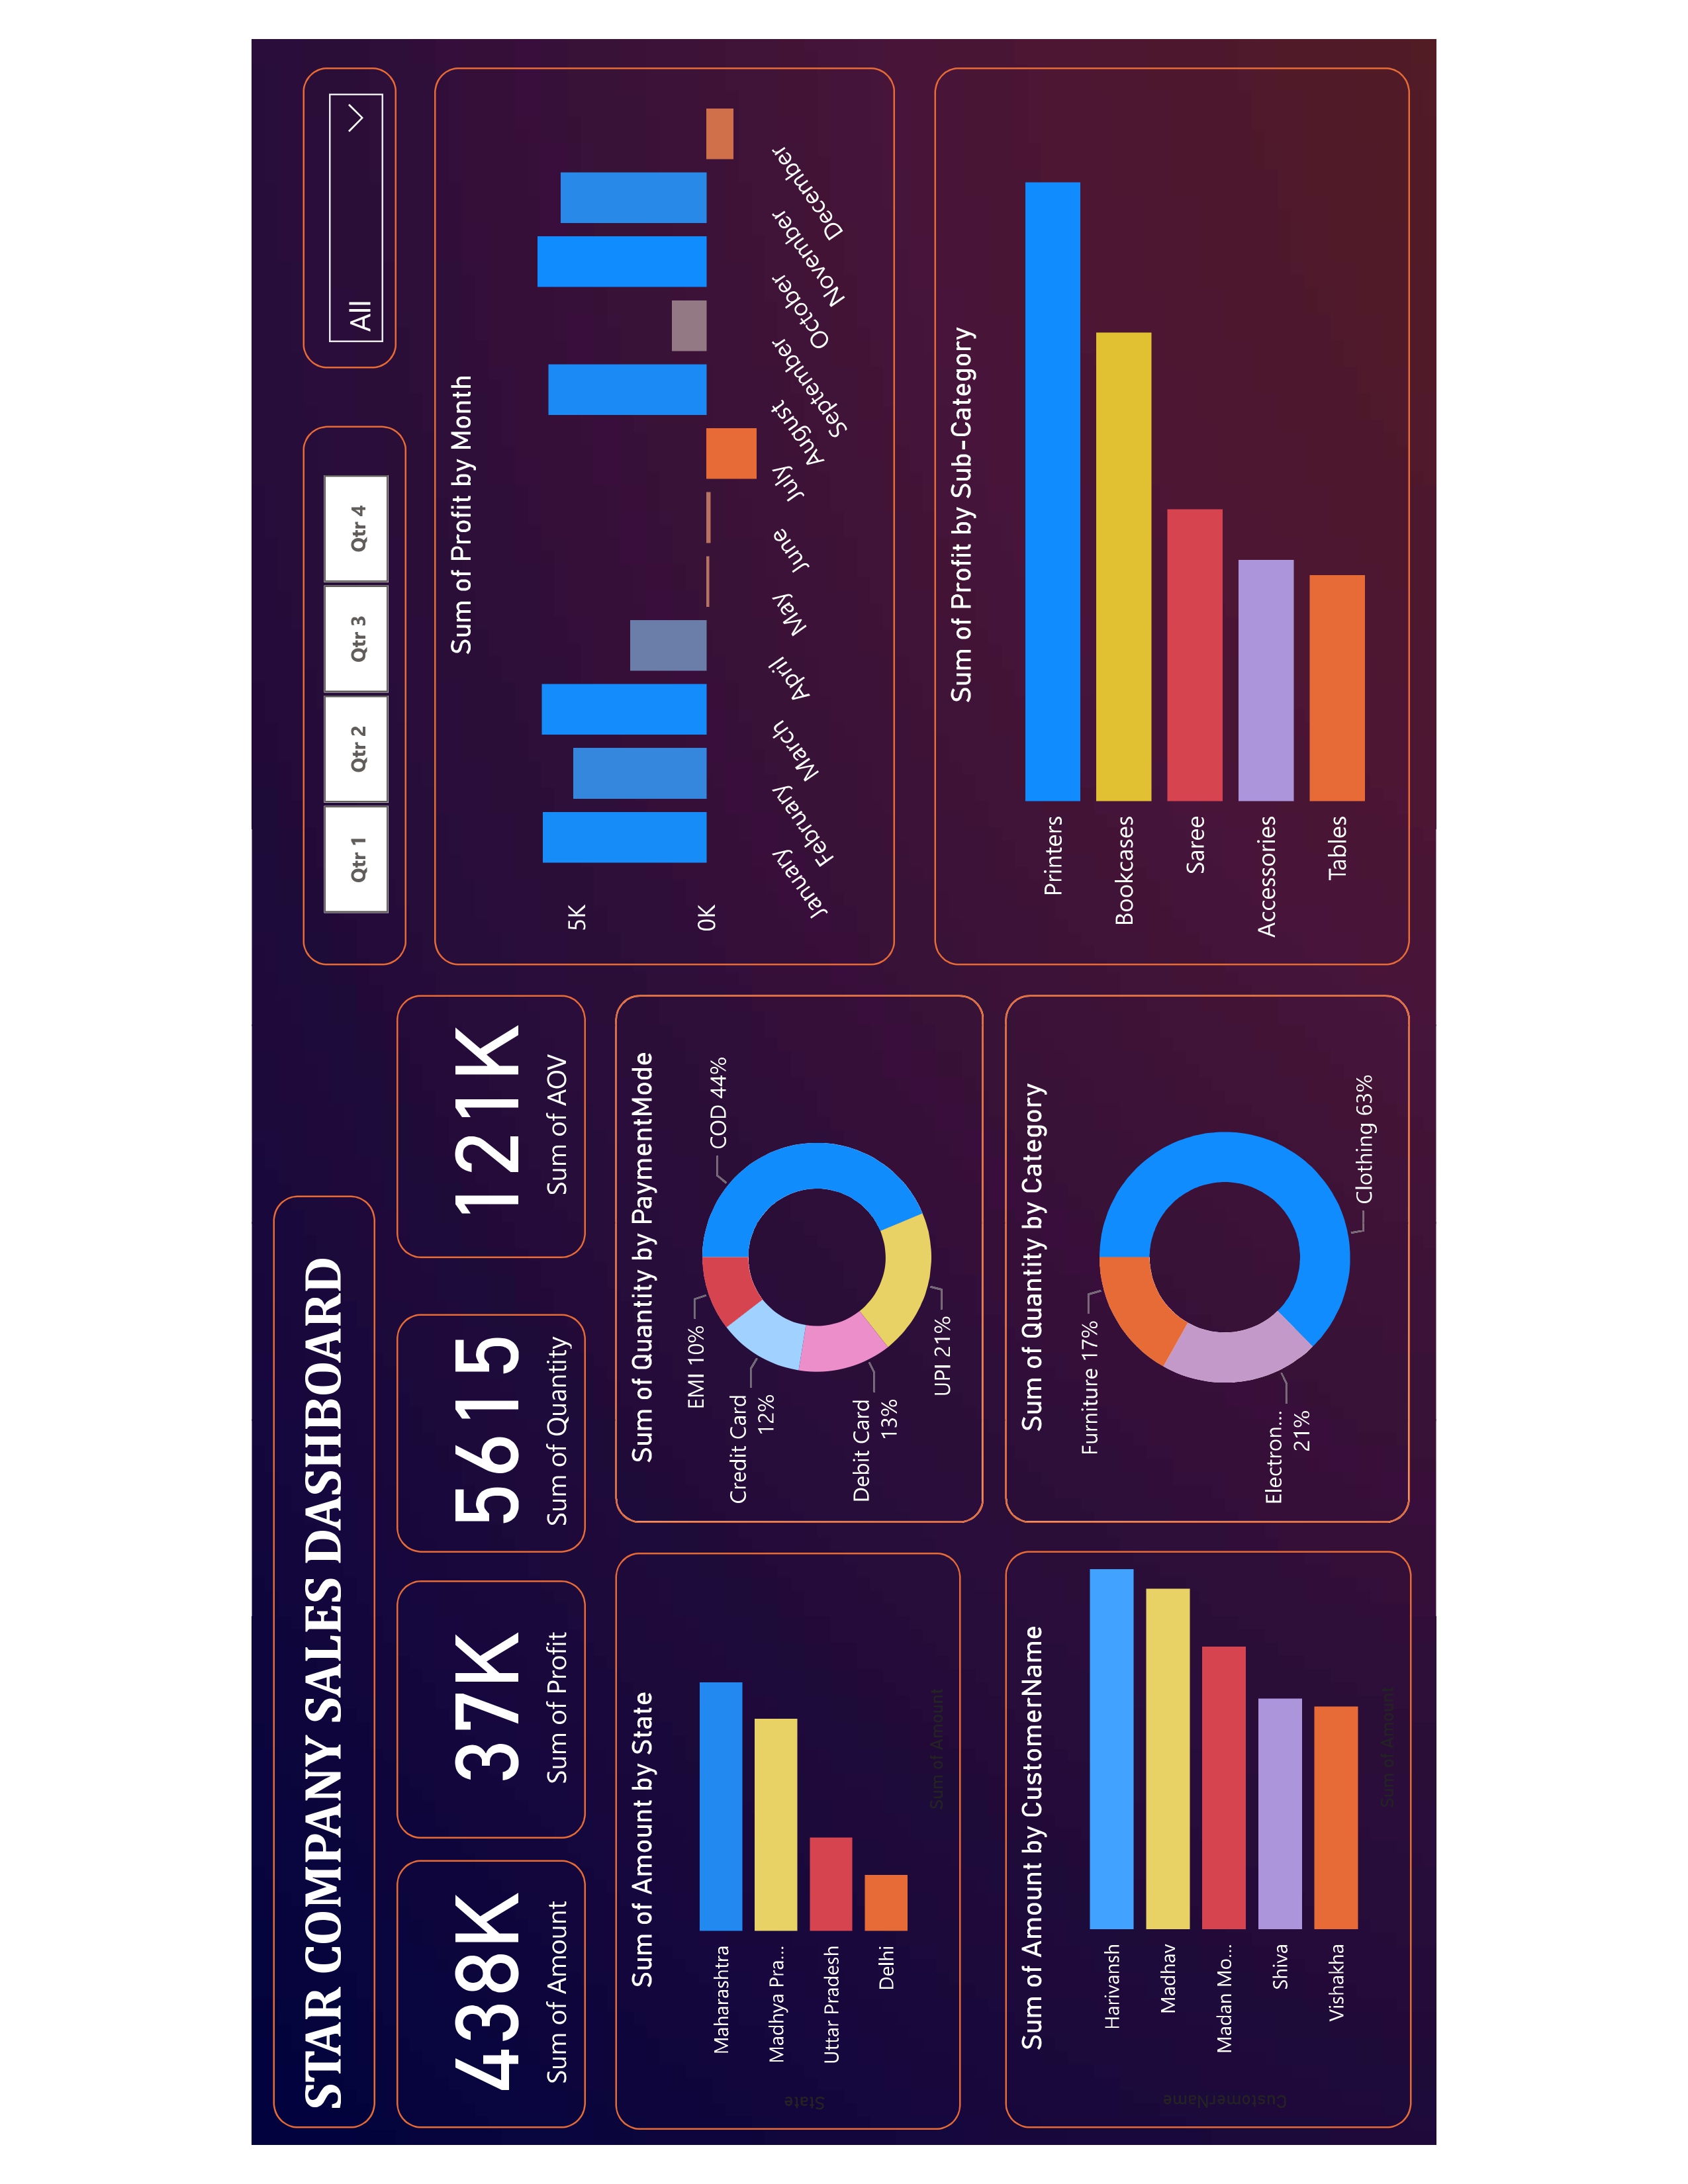 STAR COMPANY SALES DASHBOARD
Qtr 1
Qtr 2
Qtr 3
Qtr 4
All
438K
Sum of Amount
37K
Sum of Profit
5615
Sum of Quantity
121K
Sum of AOV
Sum of Amount by State
State
Maharashtra
Madhya Pra...
Uttar Pradesh
Delhi
Sum of Amount
Sum of Quantity by PaymentMode
EMI 10%
COD 44%
Credit Card
12%
Debit Card
13%
UPI 21%
Sum of Profit by Month
5K
0K
January
February
March
April
May
June
July
August
September
October
November
December
Sum of Amount by CustomerName
CustomerName
Harivansh
Madhav
Madan Mo...
Shiva
Vishakha
Sum of Amount
Sum of Quantity by Category
Furniture 17%
Electron...
21%
Clothing 63%
Sum of Profit by Sub-Category
Printers
Bookcases
Saree
Accessories
Tables